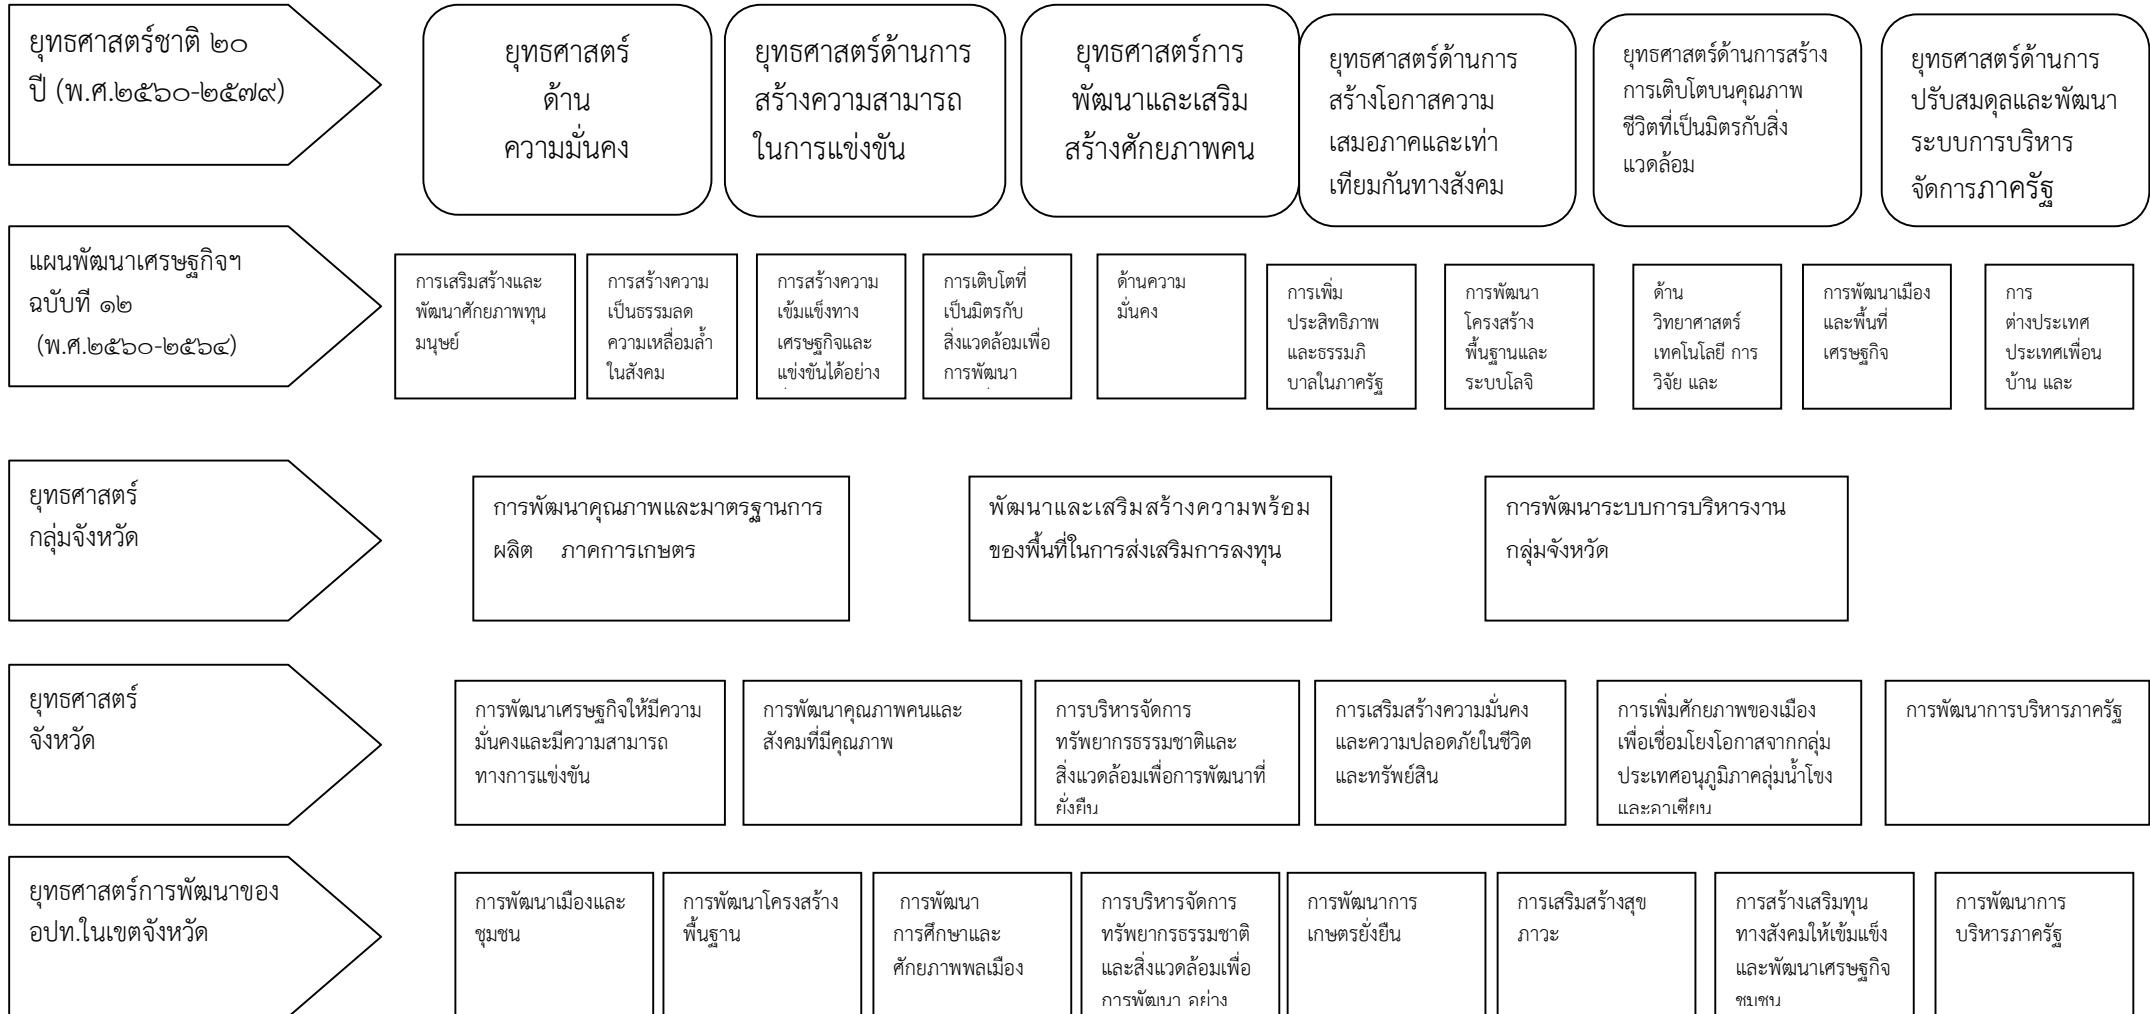 ยุทธศาสตร์ชาติ ๒๐
ปี (พ.ศ.๒๕๖๐-๒๕๗๙)
ยุทธศาสตร์
ด้าน
ความมั่นคง
ยุทธศาสตร์ด้านการ
สร้างความสามารถ
ในการแข่งขัน
ยุทธศาสตร์การ
พัฒนาและเสริม
สร้างศักยภาพคน
ยุทธศาสตร์ด้านการ
สร้างโอกาสความ
เสมอภาคและเท่า
เทียมกันทางสังคม
ยุทธศาสตร์ด้านการสร้าง
การเติบโตบนคุณภาพ
ชีวิตที่เป็นมิตรกับสิ่ง
แวดล้อม
ยุทธศาสตร์ด้านการ
ปรับสมดุลและพัฒนา
ระบบการบริหาร
จัดการภาครัฐ
แผนพัฒนาเศรษฐกิจฯ
ฉบับที่ ๑๒
(พ.ศ.๒๕๖๐-๒๕๖๔)
การเสริมสร้างและ
พัฒนาศักยภาพทุน
มนุษย์
การสร้างความ
เป็นธรรมลด
ความเหลื่อมล้ำ
ในสังคม
การสร้างความ
เข้มแข็งทาง
เศรษฐกิจและ
แข่งขันได้อย่าง
การเติบโตที่
เป็นมิตรกับ
สิ่งแวดล้อมเพื่อ
การพัฒนา
ด้านความ
มั่นคง
การเพิ่ม
ประสิทธิภาพ
และธรรมภิ
บาลในภาครัฐ
การพัฒนา
โครงสร้าง
พื้นฐานและ
ระบบโลจิ
ด้าน
วิทยาศาสตร์
เทคโนโลยี การ
วิจัย และ
การพัฒนาเมือง
และพื้นที่
เศรษฐกิจ
การ
ต่างประเทศ
ประเทศเพื่อน
บ้าน และ
ยุทธศาสตร์
กลุ่มจังหวัด
การพัฒนาคุณภาพและมาตรฐานการ
ผลิต ภาคการเกษตร
พัฒนาและเสริมสร้างความพร้อม
ของพื้นที่ในการส่งเสริมการลงทุน
การพัฒนาระบบการบริหารงาน
กลุ่มจังหวัด
ยุทธศาสตร์
จังหวัด
การพัฒนาเศรษฐกิจให้มีความ
มั่นคงและมีความสามารถ
ทางการแข่งขัน
การพัฒนาคุณภาพคนและ
สังคมที่มีคุณภาพ
การบริหารจัดการ
ทรัพยากรธรรมชาติและ
สิ่งแวดล้อมเพื่อการพัฒนาที่
ยั่งยืน
การเสริมสร้างความมั่นคง
และความปลอดภัยในชีวิต
และทรัพย์สิน
การเพิ่มศักยภาพของเมือง
เพื่อเชื่อมโยงโอกาสจากกลุ่ม
ประเทศอนุภูมิภาคลุ่มน้ำโขง
และอาเซียน
การพัฒนาการบริหารภาครัฐ
ยุทธศาสตร์การพัฒนาของ
อปท.ในเขตจังหวัด
การพัฒนาเมืองและ
ชุมชน
การพัฒนาโครงสร้าง
พื้นฐาน
การพัฒนา
การศึกษาและ
ศักยภาพพลเมือง
การบริหารจัดการ
ทรัพยากรธรรมชาติ
และสิ่งแวดล้อมเพื่อ
การพัฒนา อย่าง
การพัฒนาการ
เกษตรยั่งยืน
การเสริมสร้างสุข
ภาวะ
การสร้างเสริมทุน
ทางสังคมให้เข้มแข็ง
และพัฒนาเศรษฐกิจ
ชุมชน
การพัฒนาการ
บริหารภาครัฐ